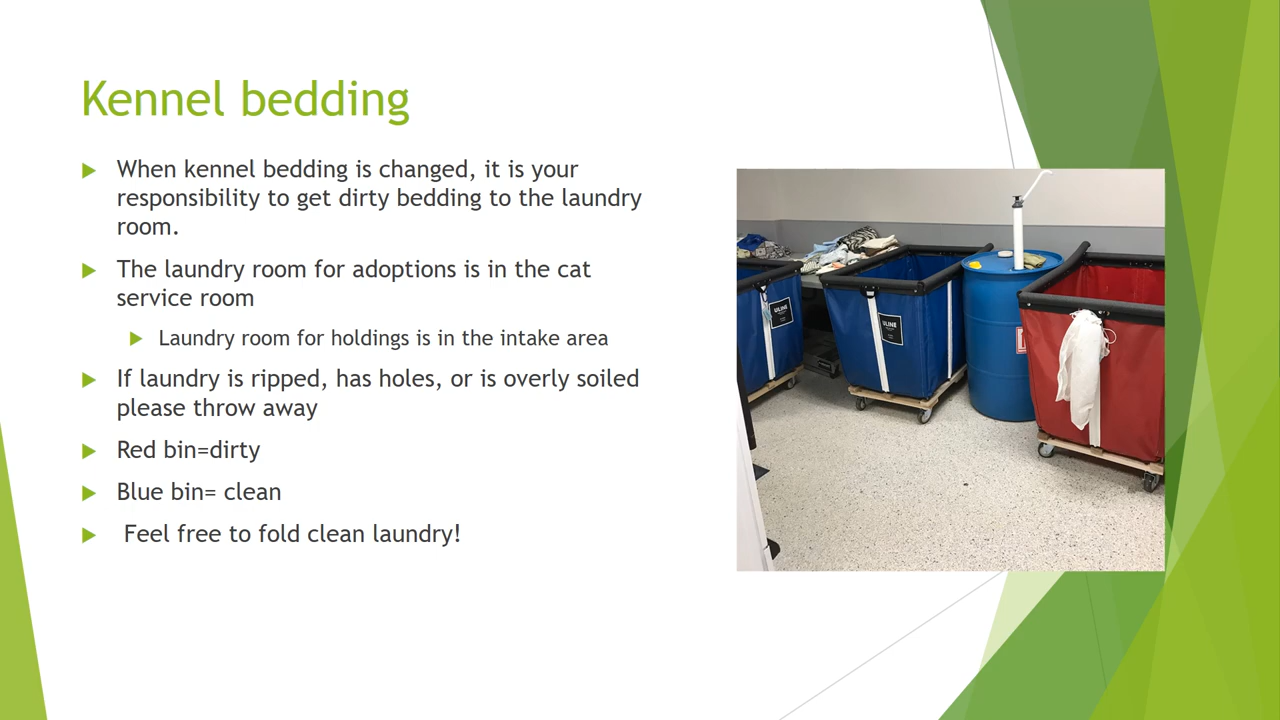 Kennel bedding
When kennel bedding is changed, it is your
responsibility to get dirty bedding to the laundry
room.
The laundry room for adoptions is in the cat
service room
Laundry room for holdings is in the intake area
If laundry is ripped, has holes, or is overly soiled
please throw away
Red bin=dirty
Blue bin= clean
Feel free to fold clean laundry!
ULINE
ULINE